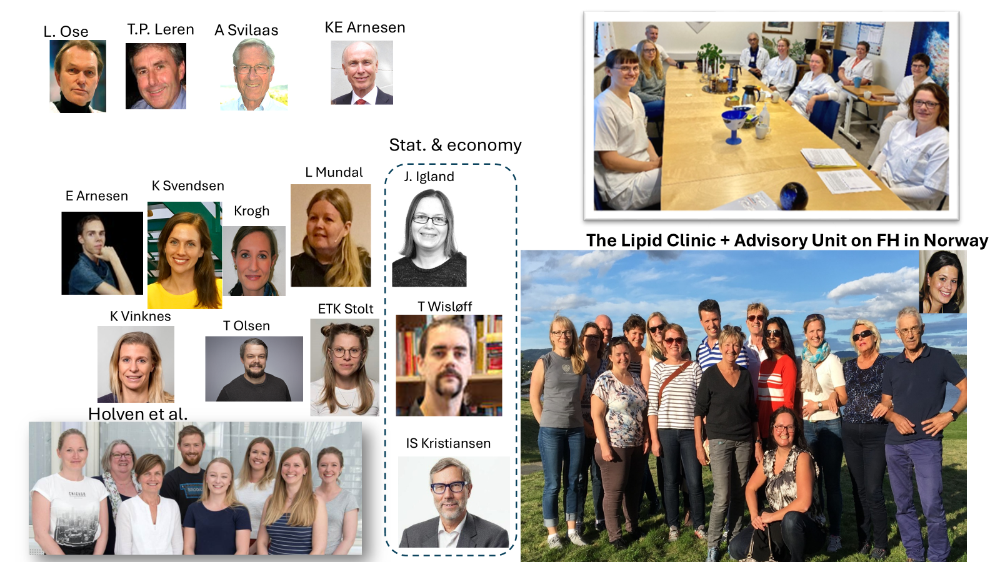 L. Ose
T.P. Leren
A Svilaas
KE Arnesen
Stat. & economy
L Mundal
J. Igland
K Svendsen
E Arnesen
Krogh
The Lipid Clinic + Advisory Unit on FH in Norway
ETK Stolt
T Wisløff
K Vinknes
T Olsen
Holven et al.
IS Kristiansen
CHICAGO